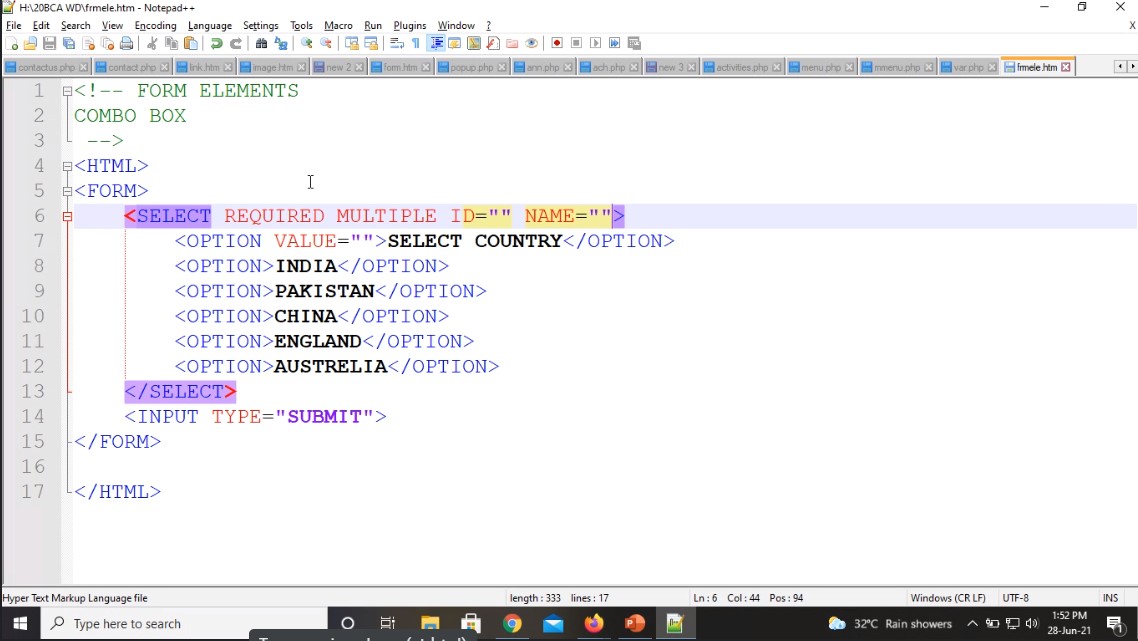 H:\20BCA WD\frmele.htm - Notepad++
File Edit Search View Encoding Language Settings Tools Macro Run Plugins Window ?
X
contactus.php contact.php link.htm image.htm new 2 form.htm popup.php ann.php ach.php new 3 activities.php menu.php mmenu.php var.php frmele.htm
1 <!-- FORM ELEMENTS
2 COMBO BOX
3 -->
4 <HTML>
5 <FORM>
6 <SELECT REQUIRED MULTIPLE ID="" NAME="">
7 <OPTION VALUE="">SELECT COUNTRY</OPTION>
8 <OPTION>INDIA</OPTION>
9 <OPTION>PAKISTAN</OPTION>
10 <OPTION>CHINA</OPTION>
11 <OPTION>ENGLAND</OPTION>
12 <OPTION>AUSTRELIA</OPTION>
13 </SELECT>
14 <INPUT TYPE="SUBMIT">
15 </FORM>
16
17 </HTML>
Hyper Text Markup Language file length : 333 lines : 17 Ln : 6 Col : 44 Pos : 94 Windows (CR LF) UTF-8 INS
Type here to search 32°C Rain showers 1:52 PM
28-Jun-21